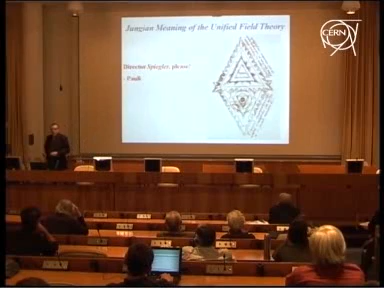 CERN
Jungian Meaning of the Unified Field Theory
Director Spiegler, please!
- Pauli